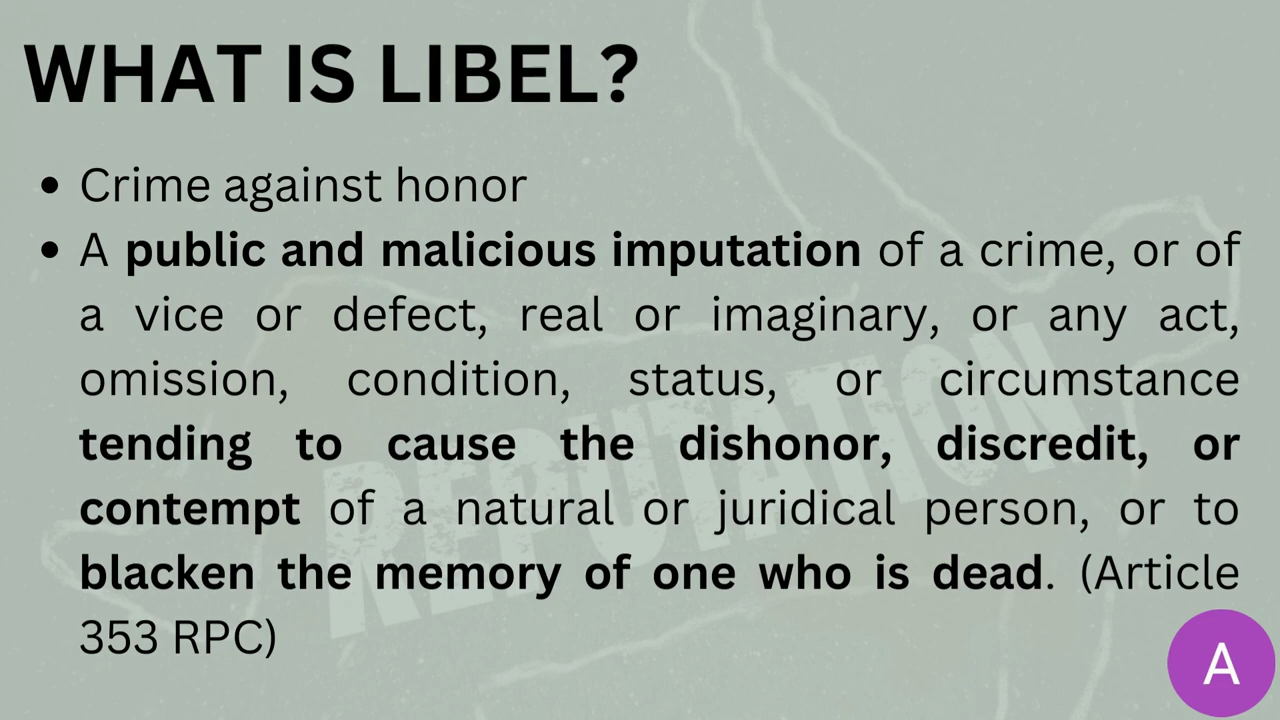 WHAT IS LIBEL?
• Crime against honor
• A public and malicious imputation of a crime, or of
a vice or defect, real or imaginary, or any act,
omission, condition, status, or circumstance
tending to cause the dishonor, discredit, or
contempt of a natural or juridical person, or to
blacken the memory of one who is dead. (Article
353 RPC)
REPUTATION
A